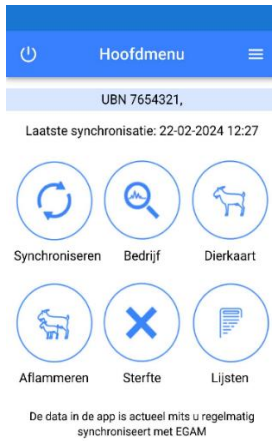 Hoofdmenu
UBN 7654321,
Laatste synchronisatie: 22-02-2024 12:27
Synchroniseren Bedrijf Dierkaart
Aflammeren Sterfte Lijsten
De data in de app is actueel mits u regelmatig
synchroniseert met EGAM